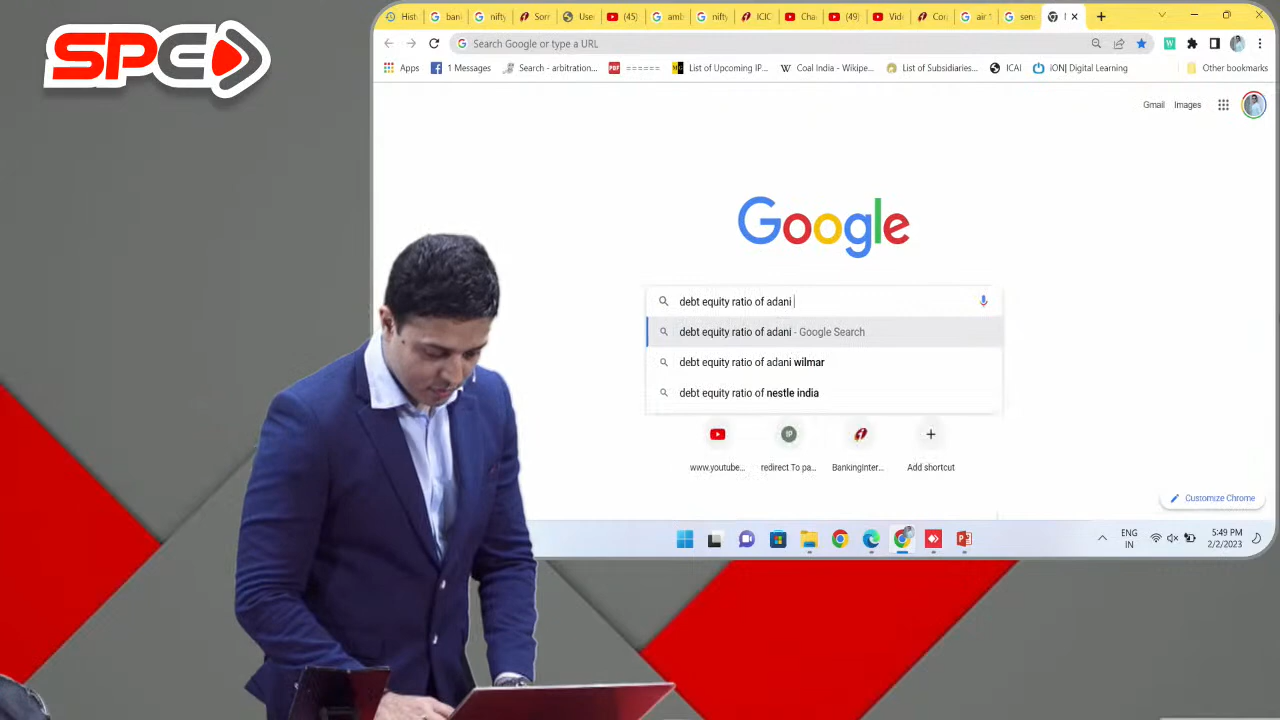 SPE
Hist
banl
nifty
Som
Use
(45)
amb
nifty
ICIC
Cha
(49)
Vide
Cor
air t
sens
Search Google or type a URL
Apps
1 Messages
Search - arbitration...
PDF
======
List of Upcoming IP...
W Coal India - Wikipe...
List of Subsidiaries...
ICAI
iON| Digital Learning
Other bookmarks
Gmail
Images
Google
debt equity ratio of adani
debt equity ratio of adani - Google Search
debt equity ratio of adani wilmar
debt equity ratio of nestle india
www.youtube...
redirect To pa...
BankingInter...
Add shortcut
Customize Chrome
ENG
IN
5:49 PM
2/2/2023